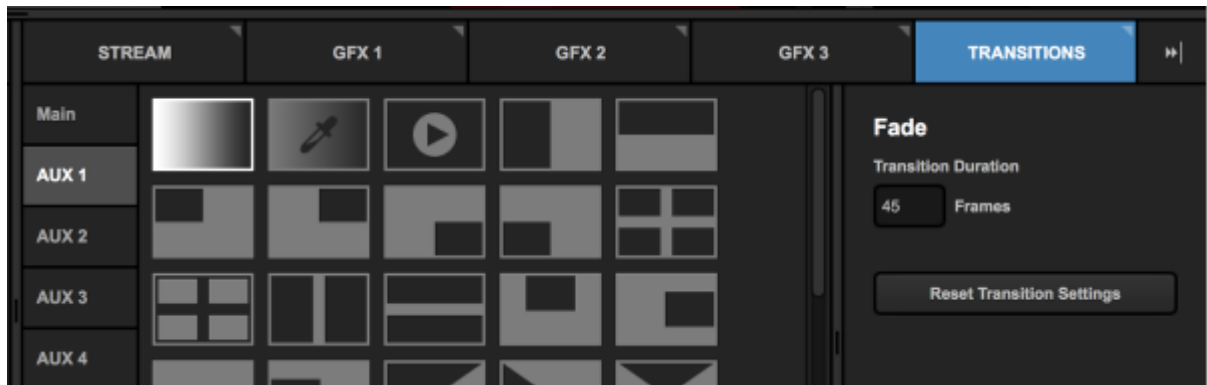 STREAM
GFX 1
GFX 2
GFX 3
TRANSITIONS
Main
AUX 1
AUX 2
AUX 3
AUX 4
Fade
Transition Duration
45 Frames
Reset Transition Settings